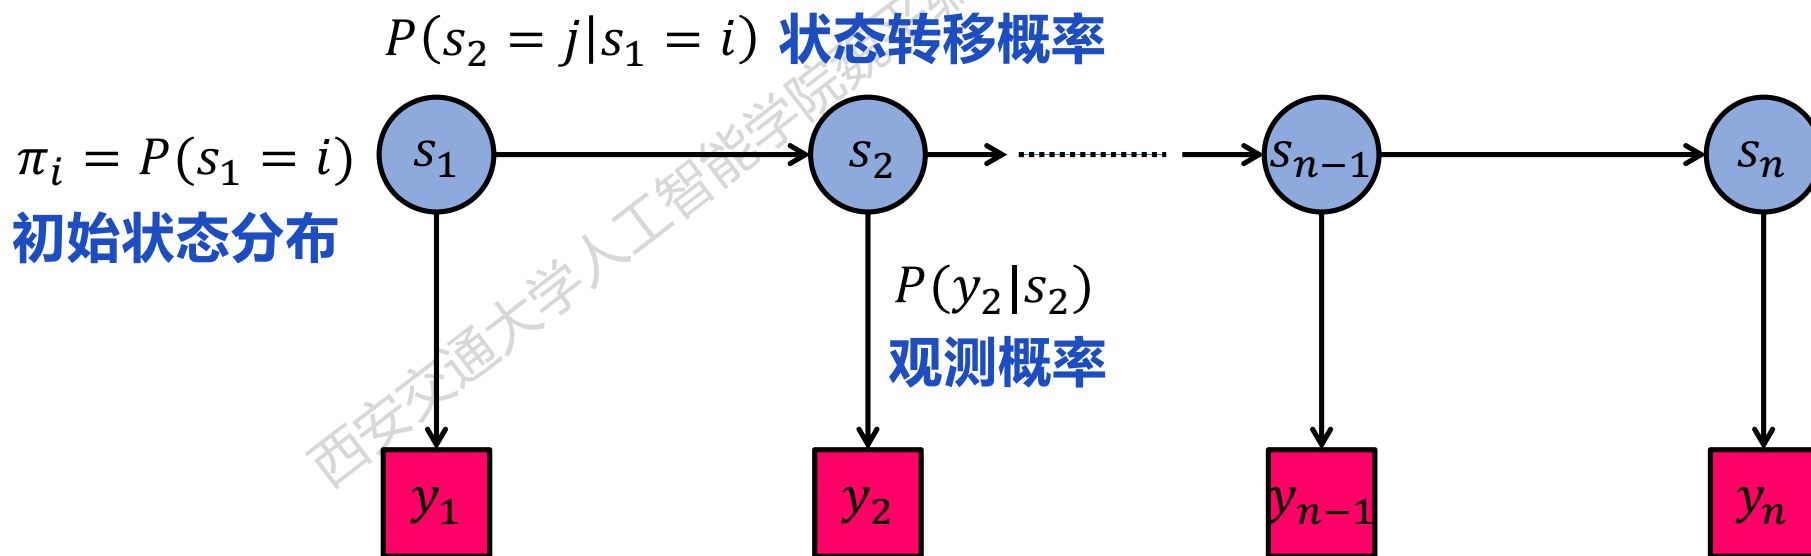 P(s₂ = j|s₁ = i) 状态转移概率
πᵢ = P(s₁ = i)
初始状态分布
s₁
s₂
sₙ₋₁
sₙ
P(y₂|s₂)
观测概率
y₁
y₂
yₙ₋₁
yₙ
西安交通大学人工智能学院